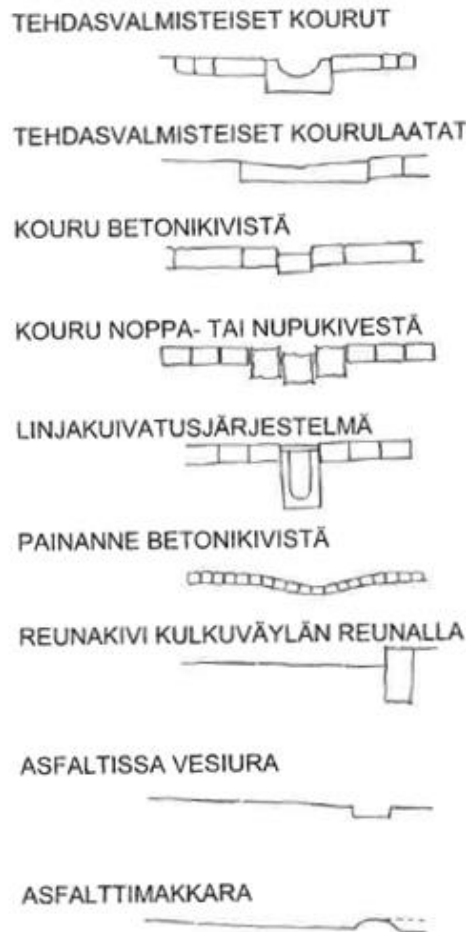 TEHDASVALMISTEISET KOURUT
TEHDASVALMISTEISET KOURULAATAT
KOURU BETONIKIVISTÄ
KOURU NOPPA- TAI NUPUKIVESTÄ
LINJAKUIVATUSJÄRJESTELMÄ
PAINANNE BETONIKIVISTÄ
REUNAKIVI KULKUVÄYLÄN REUNALLA
ASFALTISSA VESIURA
ASFALTTIMAKKARA